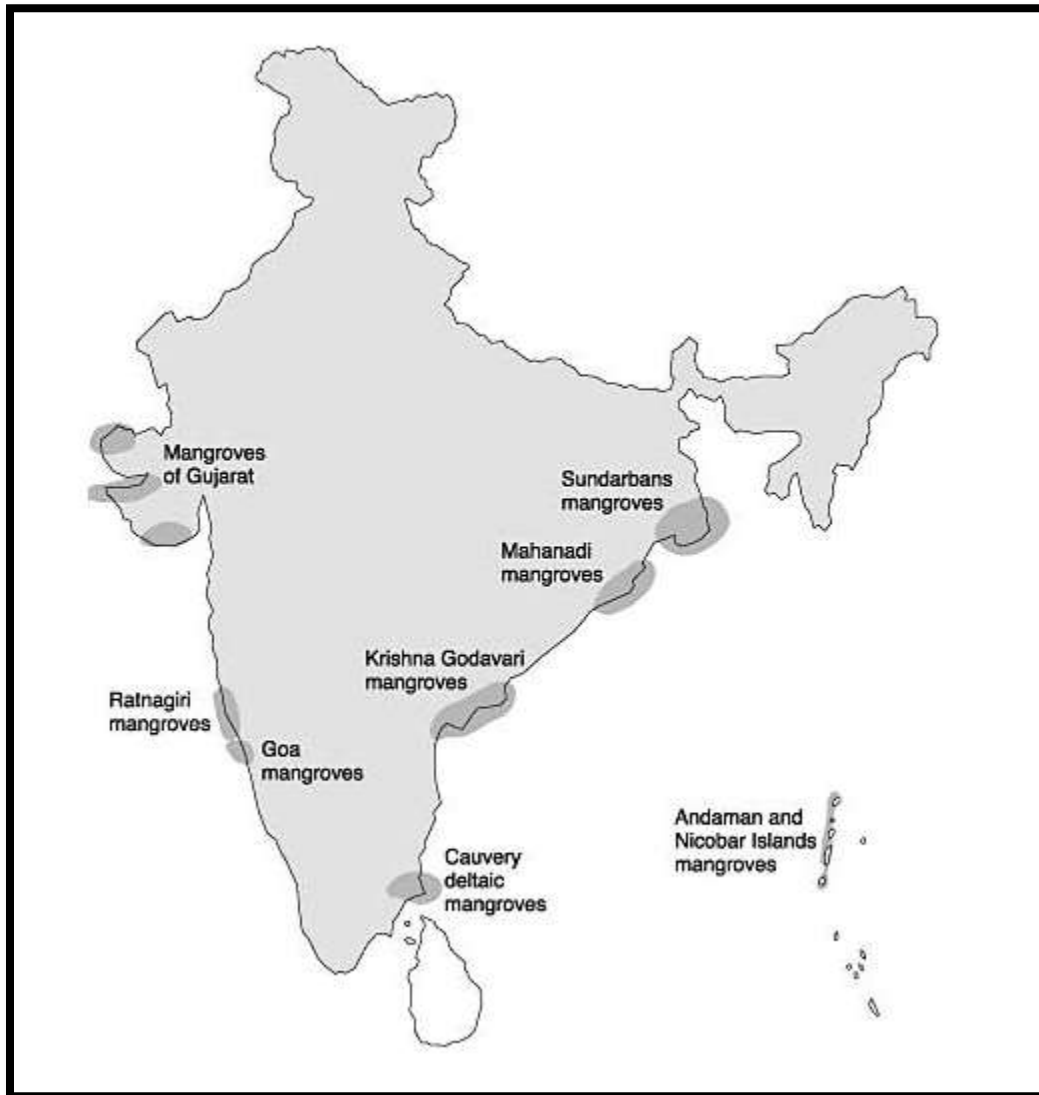 Mangroves
of Gujarat
Sundarbans
mangroves
Mahanadi
mangroves
Krishna Godavari
mangroves
Ratnagiri
mangroves
Goa
mangroves
Andaman and
Nicobar Islands
mangroves
Cauvery
deltaic
mangroves